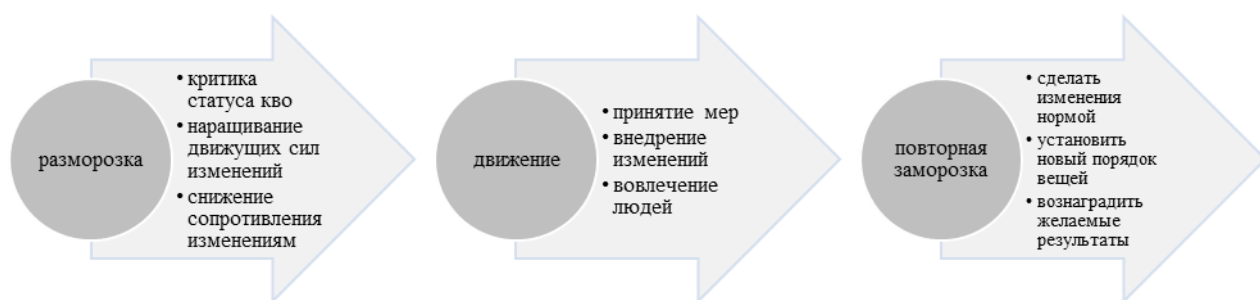 разморозка
• критика
статуса кво
• наращивание
движущих сил
изменений
• снижение
сопротивления
изменениям
движение
• принятие мер
• внедрение
изменений
• вовлечение
людей
повторная
заморозка
• сделать
изменения
нормой
• установить
новый порядок
вещей
• вознаградить
желаемые
результаты